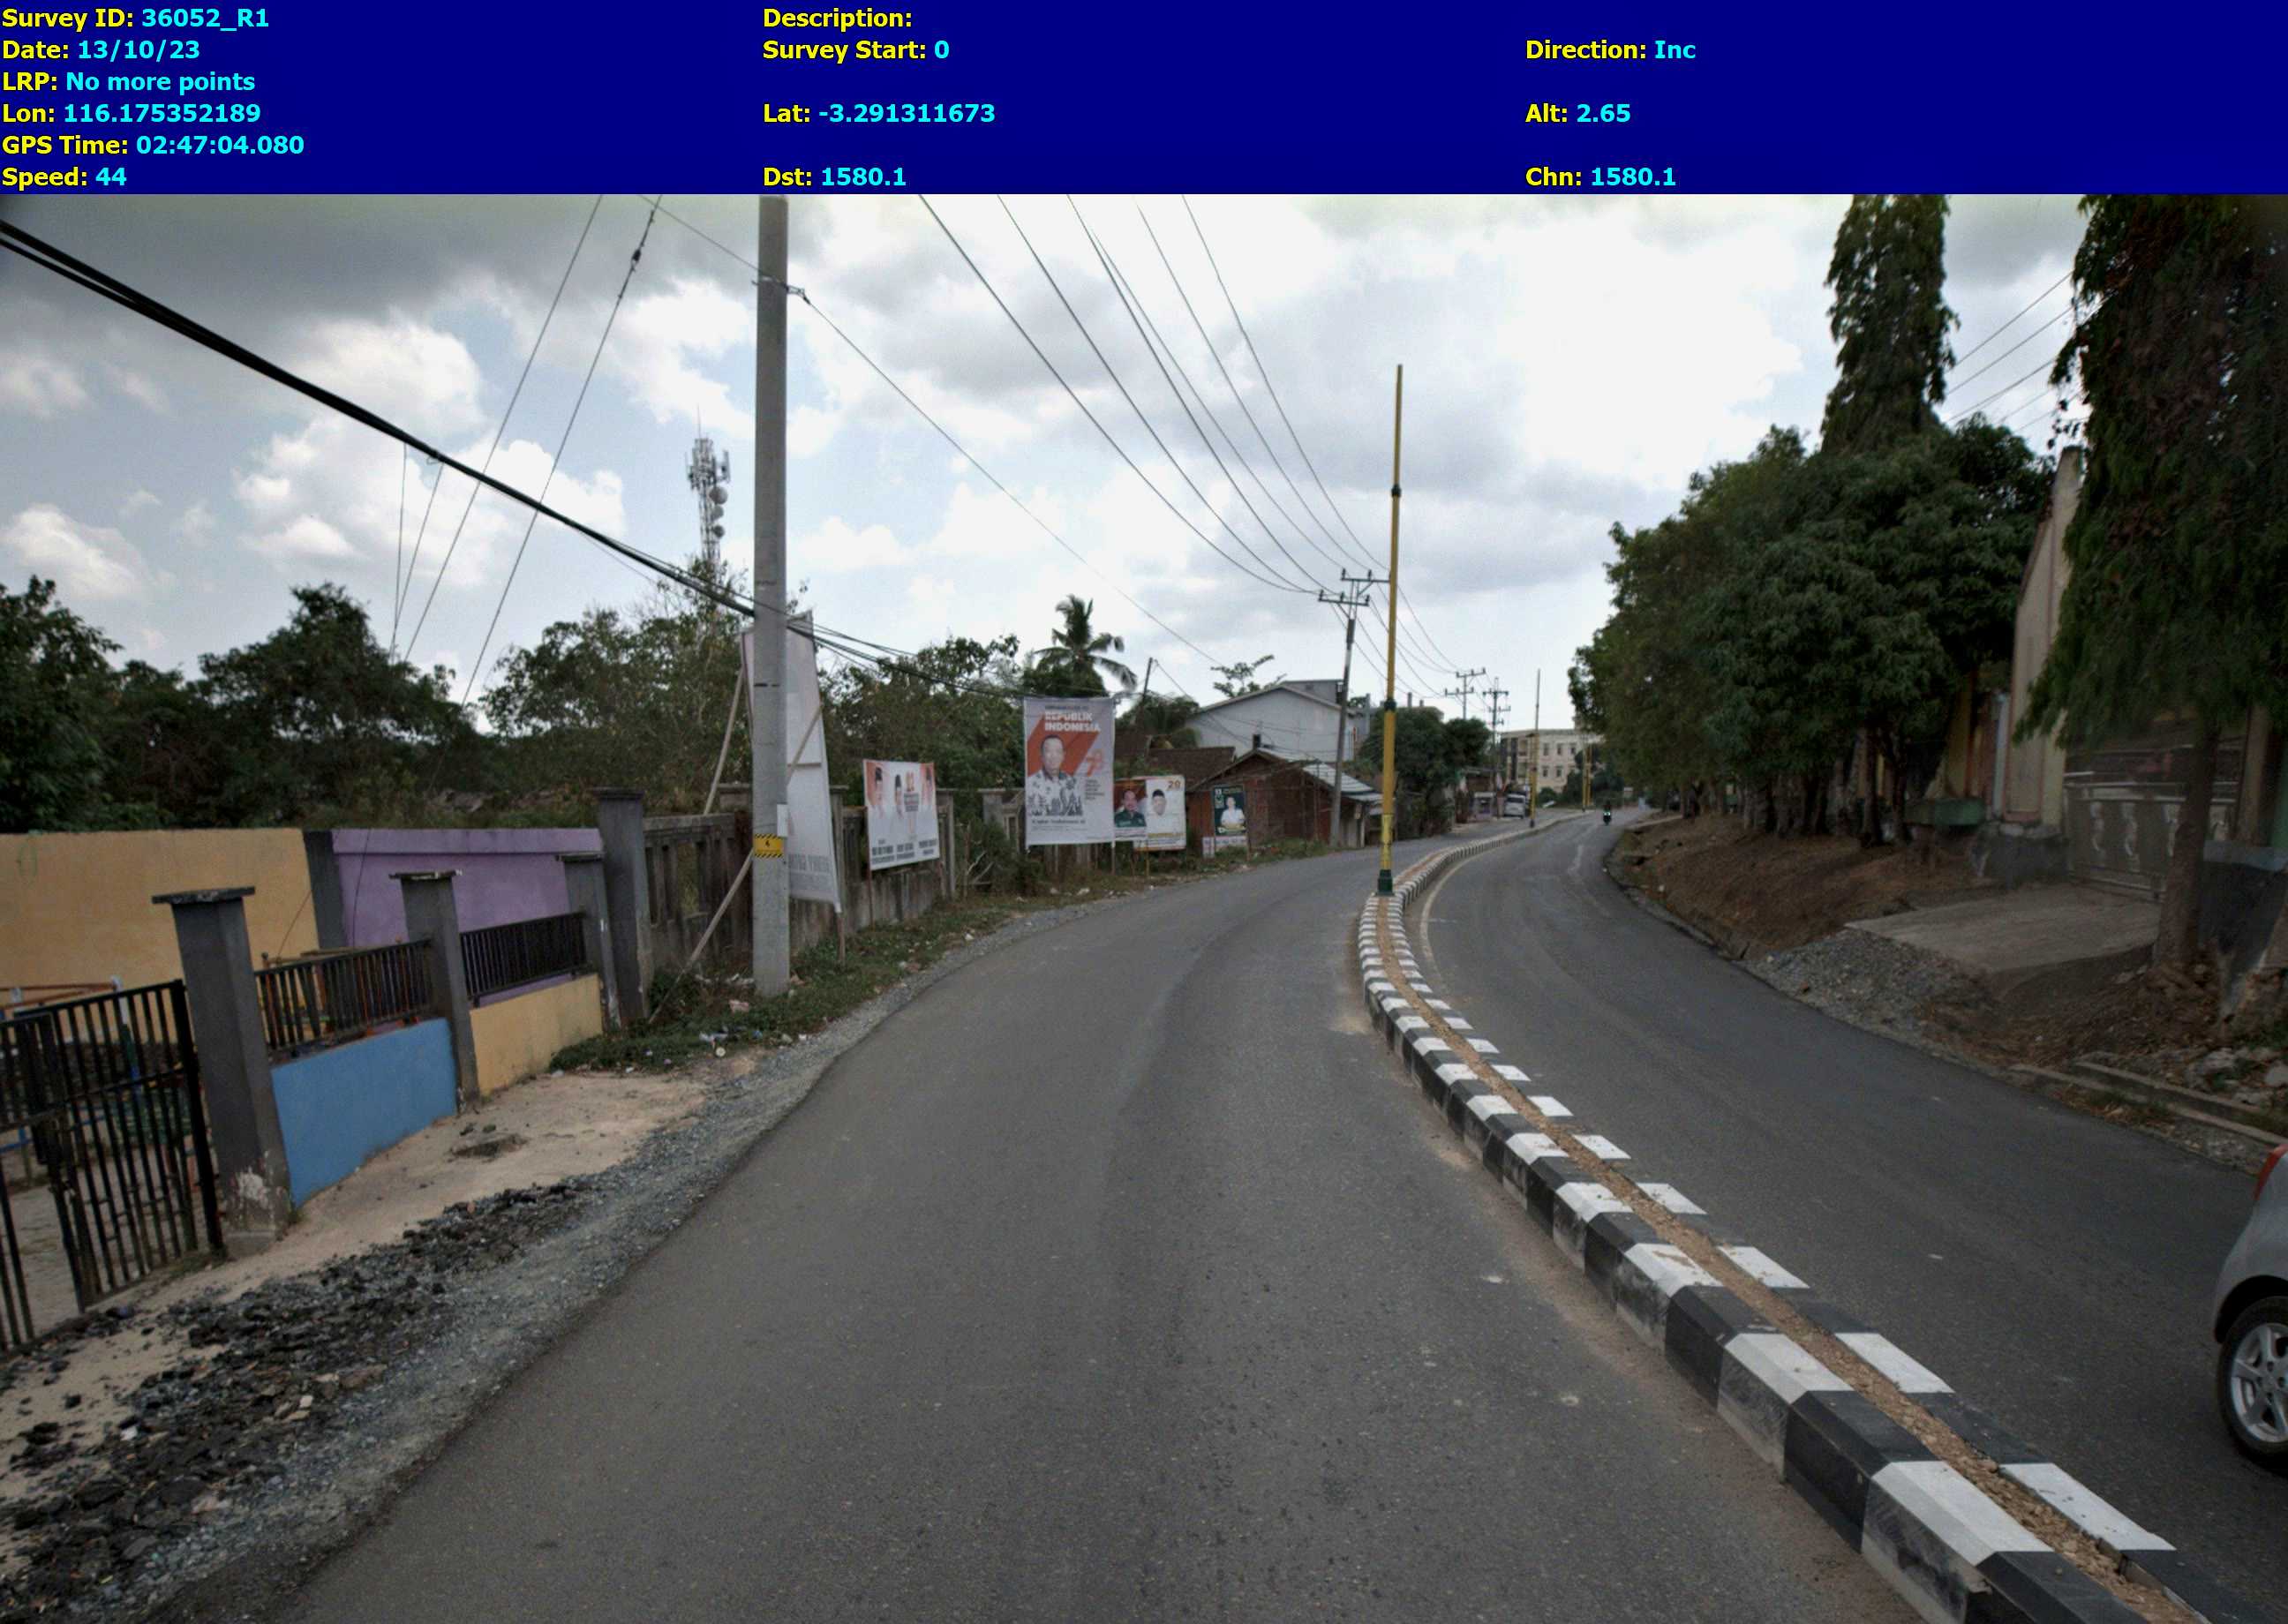 Survey ID: 36052_R1
Description:
Date: 13/10/23
Survey Start: 0
Direction: Inc
LRP: No more points
Lon: 116.175352189
Lat: -3.291311673
Alt: 2.65
GPS Time: 02:47:04.080
Speed: 44
Dst: 1580.1
Chn: 1580.1
REPUBLIK
INDONESIA